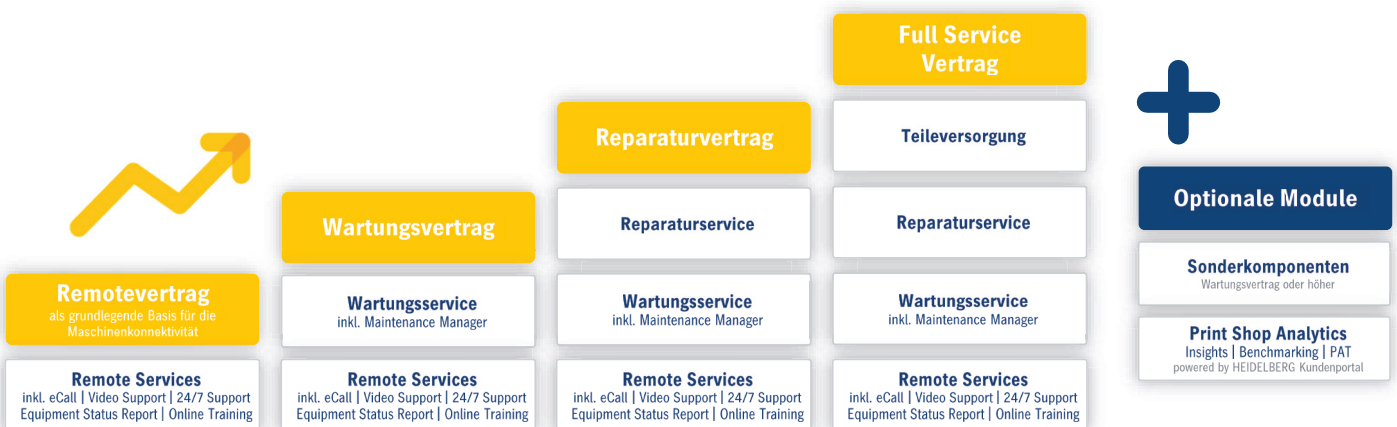 Remotevertrag
als grundlegende Basis für die
Maschinenkonnektivität
Remote Services
inkl. eCall | Video Support | 24/7 Support
Equipment Status Report | Online Training
Wartungsvertrag
Wartungsservice
inkl. Maintenance Manager
Remote Services
inkl. eCall | Video Support | 24/7 Support
Equipment Status Report | Online Training
Reparaturvertrag
Reparaturservice
Wartungsservice
inkl. Maintenance Manager
Remote Services
inkl. eCall | Video Support | 24/7 Support
Equipment Status Report | Online Training
Full Service
Vertrag
Teileversorgung
Reparaturservice
Wartungsservice
inkl. Maintenance Manager
Remote Services
inkl. eCall | Video Support | 24/7 Support
Equipment Status Report | Online Training
Optionale Module
Sonderkomponenten
Wartungsvertrag oder höher
Print Shop Analytics
Insights | Benchmarking | PAT
powered by HEIDELBERG Kundenportal